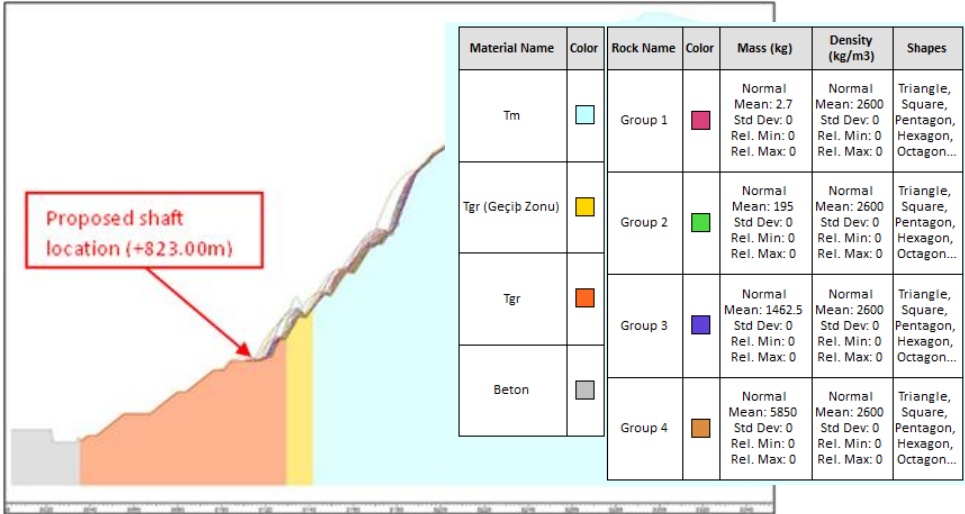 Proposed shaft
location (+823.00m)
Material Name Color
Tm
Tgr (Geçiþ Zonu)
Tgr
Beton
Rock Name Color Mass (kg) Density
(kg/m3) Shapes
Group 1
Normal
Mean: 2.7
Std Dev: 0
Rel. Min: 0
Rel. Max: 0
Normal
Mean: 2600
Std Dev: 0
Rel. Min: 0
Rel. Max: 0
Triangle,
Square,
Pentagon,
Hexagon,
Octagon...
Group 2
Normal
Mean: 195
Std Dev: 0
Rel. Min: 0
Rel. Max: 0
Normal
Mean: 2600
Std Dev: 0
Rel. Min: 0
Rel. Max: 0
Triangle,
Square,
Pentagon,
Hexagon,
Octagon...
Group 3
Normal
Mean: 1462.5
Std Dev: 0
Rel. Min: 0
Rel. Max: 0
Normal
Mean: 2600
Std Dev: 0
Rel. Min: 0
Rel. Max: 0
Triangle,
Square,
Pentagon,
Hexagon,
Octagon...
Group 4
Normal
Mean: 5850
Std Dev: 0
Rel. Min: 0
Rel. Max: 0
Normal
Mean: 2600
Std Dev: 0
Rel. Min: 0
Rel. Max: 0
Triangle,
Square,
Pentagon,
Hexagon,
Octagon...